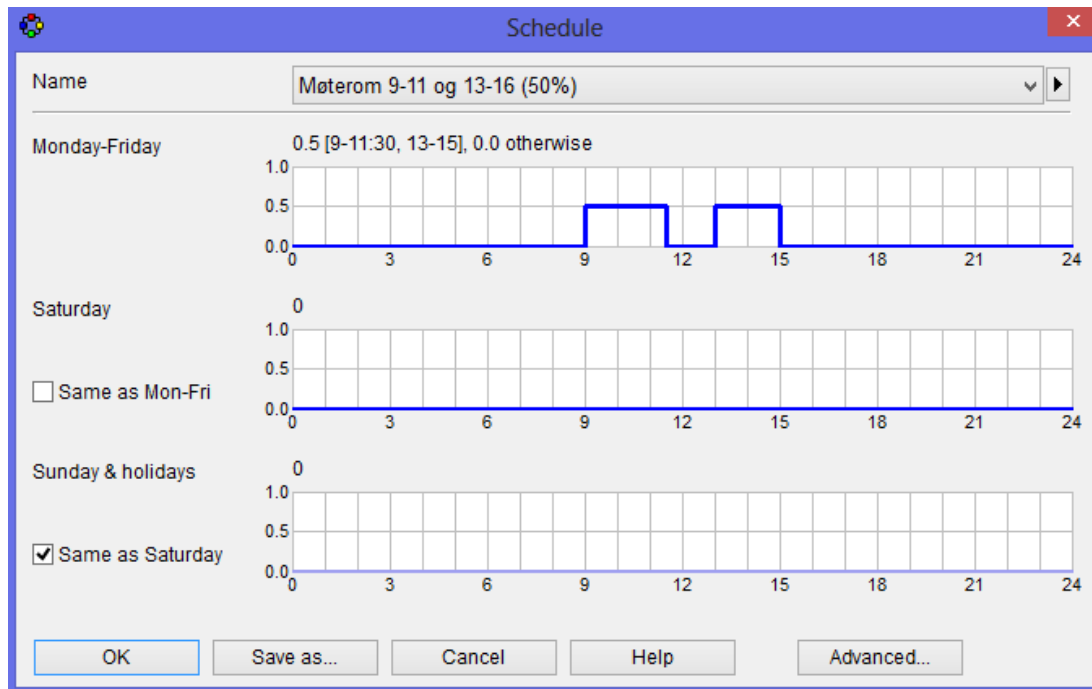 Schedule
Name
Møterom 9-11 og 13-16 (50%)
Monday-Friday
0.5 [9-11:30, 13-15], 0.0 otherwise
1.0
0.5
0.0
0 3 6 9 12 15 18 21 24
Saturday
0
1.0
0.5
Same as Mon-Fri
0.0
0 3 6 9 12 15 18 21 24
Sunday & holidays
0
1.0
0.5
Same as Saturday
0.0
0 3 6 9 12 15 18 21 24
OK Save as... Cancel Help Advanced...